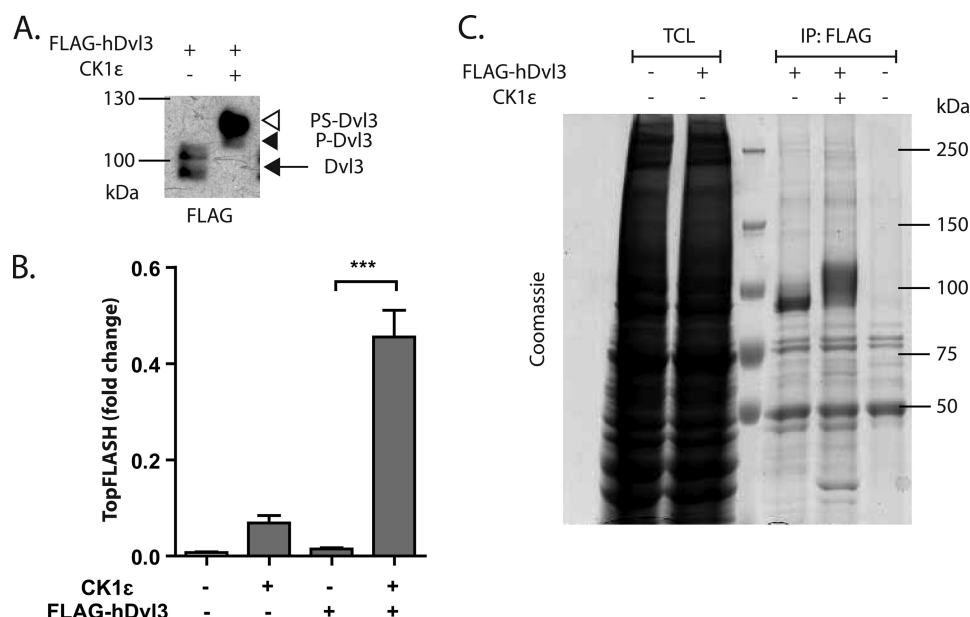 A.
FLAG-hDvl3 + +
CK1ε - +
130
100
kDa
PS-Dvl3
P-Dvl3
Dvl3
FLAG
B.
TopFLASH (fold change)
0.6
0.4
0.2
0.0
***
CK1ε - + - +
FLAG-hDvl3 - - + +
C.
TCL IP: FLAG
FLAG-hDvl3 - + + + -
CK1ε - - - + -
kDa
250
150
100
75
50
Coomassie